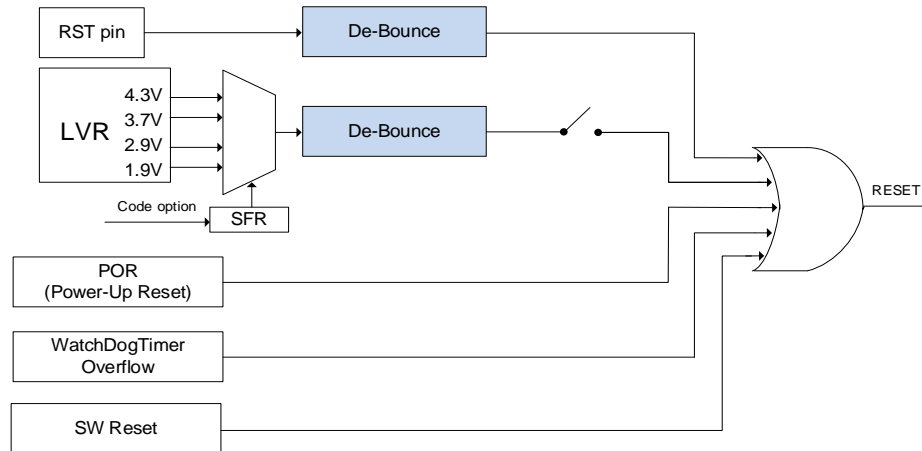 RST pin
De-Bounce
LVR
4.3V
3.7V
2.9V
1.9V
De-Bounce
Code option
SFR
RESET
POR
(Power-Up Reset)
WatchDogTimer
Overflow
SW Reset